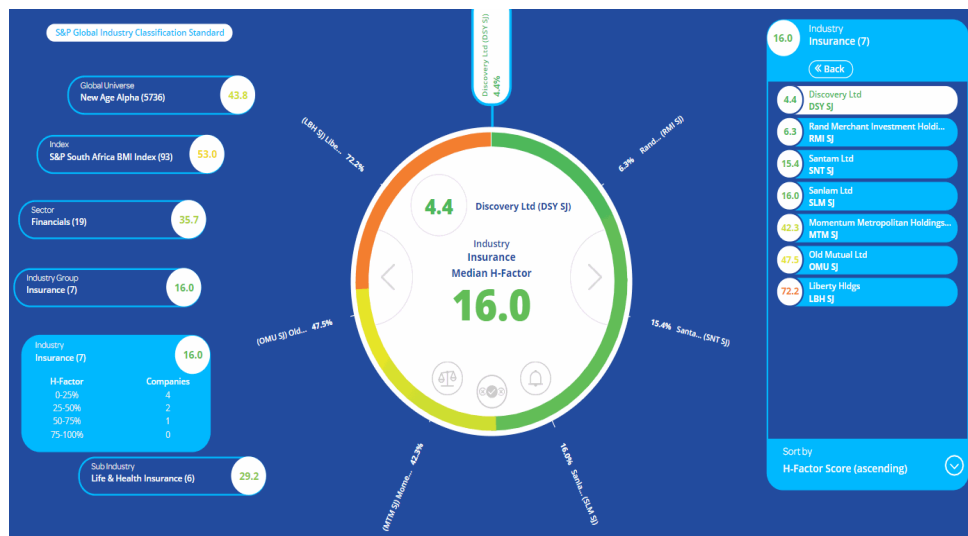 S&P Global Industry Classification Standard
Global Universe
New Age Alpha (5736)
43.8
Index
S&P South Africa BMI Index (93)
53.0
Sector
Financials (19)
35.7
Industry Group
Insurance (7)
16.0
Industry
Insurance (7)
16.0
H-Factor Companies
0-25% 4
25-50% 2
50-75% 1
75-100% 0
Sub Industry
Life & Health Insurance (6)
29.2
Discovery Ltd (DSY SJ)
4.4%
(LBH SJ) Libe... 72.2%
6.3% Rand... (RMI SJ)
(OMU SJ) Old... 47.5%
15.4% Santa... (SNT SJ)
(MTM SJ) Mome... 42.3%
16.0% Sanla... (SLM SJ)
4.4
Discovery Ltd (DSY SJ)
Industry
Insurance
Median H-Factor
16.0
16.0
Industry
Insurance (7)
Back
4.4
Discovery Ltd
DSY SJ
6.3
Rand Merchant Investment Holdi...
RMI SJ
15.4
Santam Ltd
SNT SJ
16.0
Sanlam Ltd
SLM SJ
42.3
Momentum Metropolitan Holdings...
MTM SJ
47.5
Old Mutual Ltd
OMU SJ
72.2
Liberty Hldgs
LBH SJ
Sort by
H-Factor Score (ascending)